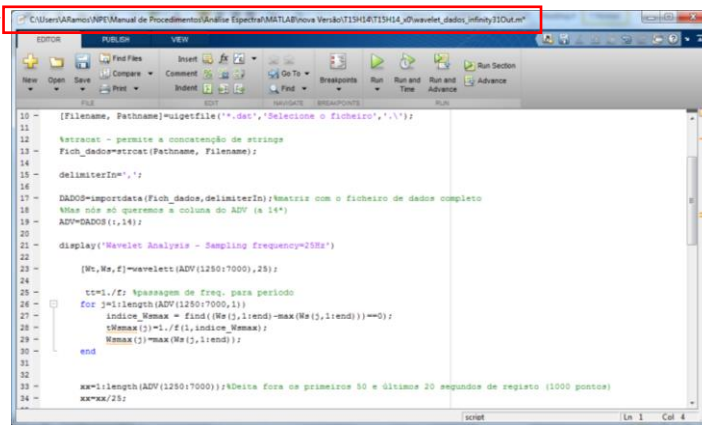 C:\Users\ARamos\NPE\Manual de Procedimentos\Análise Espectral\MATLAB\nova Versão\T15H14\T15H14_x0\wavelet_dados_infinity31Out.m*
EDITOR PUBLISH VIEW
New Open Save Find Files Compare Print Insert Comment Indent Go To Find Breakpoints Run Run and Time Run and Advance Run Section Advance
FILE EDIT NAVIGATE BREAKPOINTS RUN
10 - [Filename, Pathname]=uigetfile('*.dat','Selecione o ficheiro','.\');
11
12 %stracat - permite a concatenção de strings
13 - Fich_dados=strcat(Pathname, Filename);
14
15 - delimiterIn=',';
16
17 - DADOS=importdata(Fich_dados,delimiterIn);%matriz com o ficheiro de dados completo
18 %Mas nós só queremos a coluna do ADV (a 14ª)
19 - ADV=DADOS(:,14);
20
21 - display('Wavelet Analysis - Sampling frequency=25Hz')
22
23 - [Wt,Ws,f]=wavelett(ADV(1250:7000),25);
24
25 - tt=1./f; %passagem de freq. para período
26 - for j=1:length(ADV(1250:7000,1))
27 - indice_Wsmax = find((Ws(j,1:end)-max(Ws(j,1:end)))==0);
28 - tWsmax(j)=1./f(1,indice_Wsmax);
29 - Wsmax(j)=max(Ws(j,1:end));
30 - end
31
32
33 - xx=1:length(ADV(1250:7000));%Deita fora os primeiros 50 e últimos 20 segundos de registo (1000 pontos)
34 - xx=xx/25;
script Ln 1 Col 4